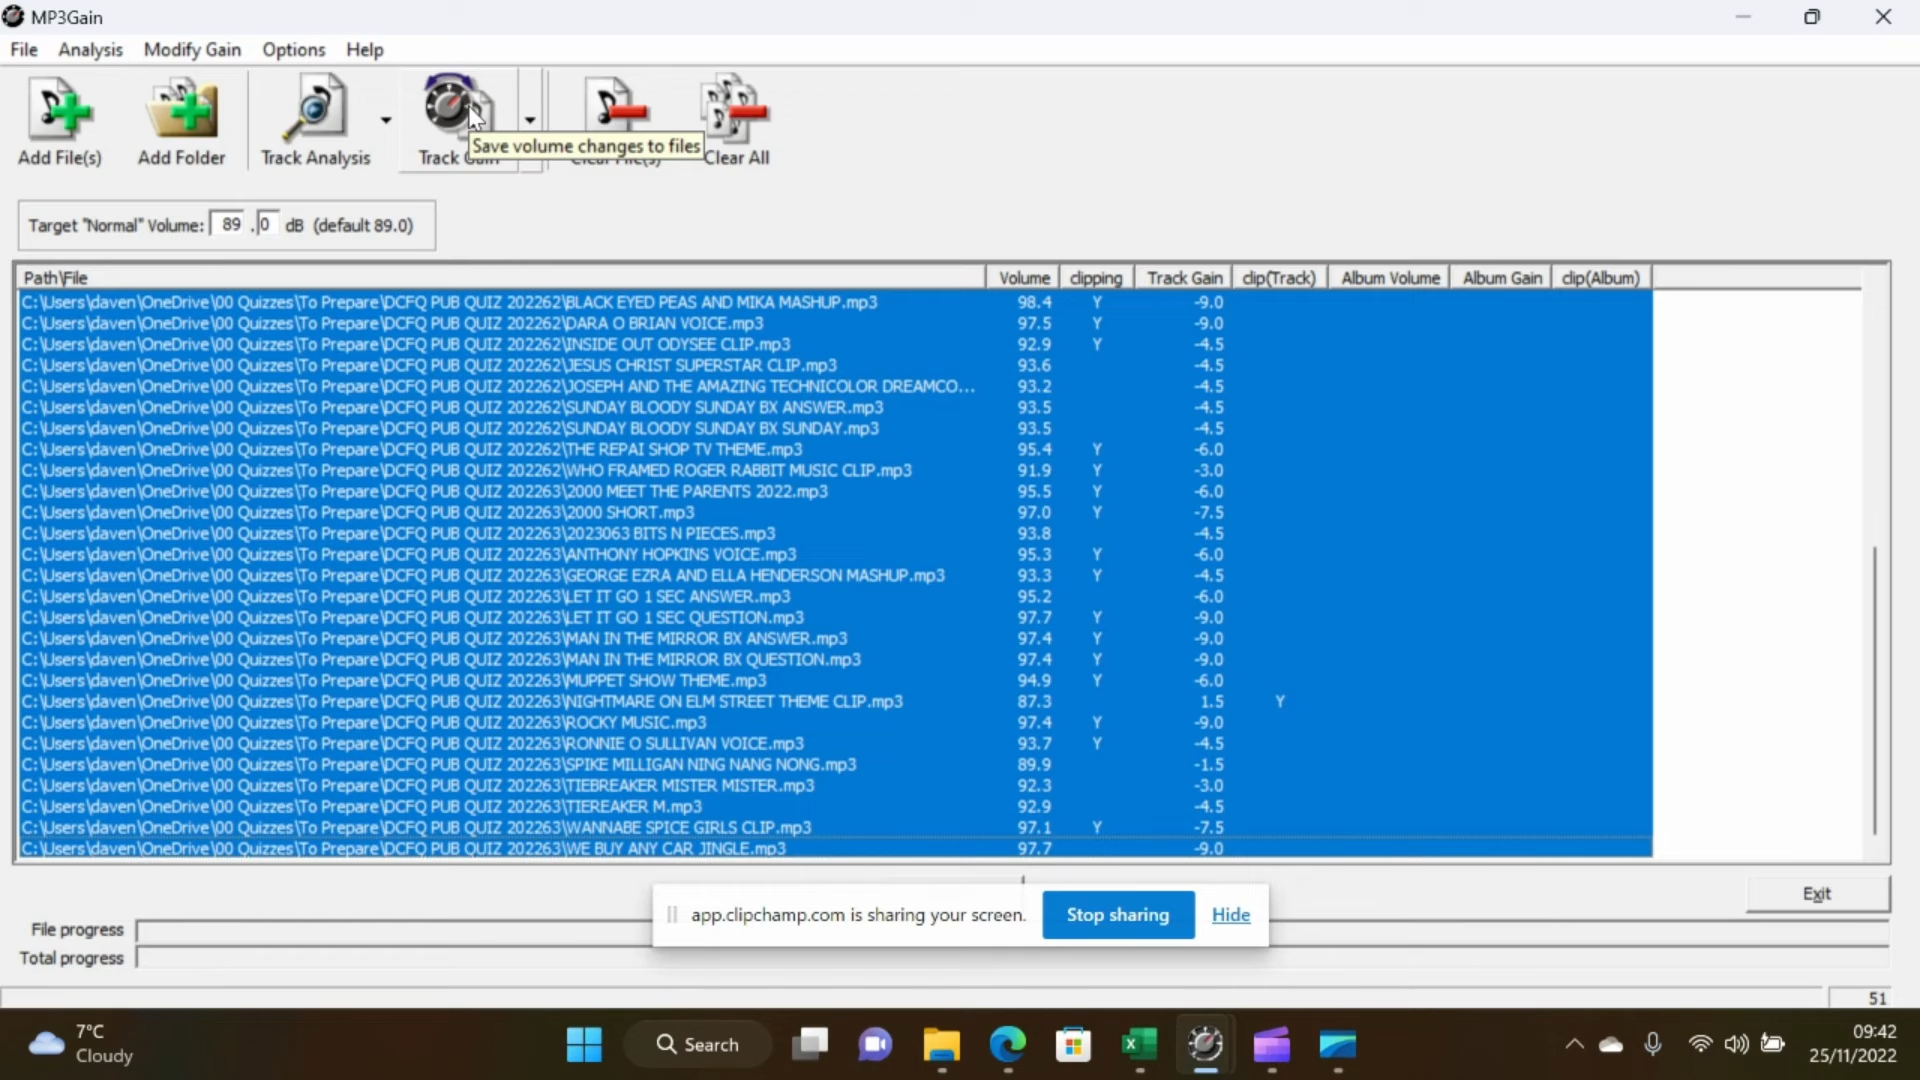 MP3Gain
File Analysis Modify Gain Options Help
Add File(s) Add Folder Track Analysis Track Clear All
Save volume changes to files
Target "Normal" Volume: 89 . 0 dB (default 89.0)
Path\File Volume clipping Track Gain clip(Track) Album Volume Album Gain clip(Album)
C:\Users\daven\OneDrive\00 Quizzes\To Prepare\DCFQ PUB QUIZ 202262\BLACK EYED PEAS AND MIKA MASHUP.mp3 98.4 Y -9.0
C:\Users\daven\OneDrive\00 Quizzes\To Prepare\DCFQ PUB QUIZ 202262\DARA O BRIAN VOICE.mp3 97.5 Y -9.0
C:\Users\daven\OneDrive\00 Quizzes\To Prepare\DCFQ PUB QUIZ 202262\INSIDE OUT ODYSEE CLIP.mp3 92.9 Y -4.5
C:\Users\daven\OneDrive\00 Quizzes\To Prepare\DCFQ PUB QUIZ 202262\JESUS CHRIST SUPERSTAR CLIP.mp3 93.6 -4.5
C:\Users\daven\OneDrive\00 Quizzes\To Prepare\DCFQ PUB QUIZ 202262\JOSEPH AND THE AMAZING TECHNICOLOR DREAMCO... 93.2 -4.5
C:\Users\daven\OneDrive\00 Quizzes\To Prepare\DCFQ PUB QUIZ 202262\SUNDAY BLOODY SUNDAY BX ANSWER.mp3 93.5 -4.5
C:\Users\daven\OneDrive\00 Quizzes\To Prepare\DCFQ PUB QUIZ 202262\SUNDAY BLOODY SUNDAY BX SUNDAY.mp3 93.5 -4.5
C:\Users\daven\OneDrive\00 Quizzes\To Prepare\DCFQ PUB QUIZ 202262\THE REPAI SHOP TV THEME.mp3 95.4 Y -6.0
C:\Users\daven\OneDrive\00 Quizzes\To Prepare\DCFQ PUB QUIZ 202262\WHO FRAMED ROGER RABBIT MUSIC CLIP.mp3 91.9 Y -3.0
C:\Users\daven\OneDrive\00 Quizzes\To Prepare\DCFQ PUB QUIZ 202263\2000 MEET THE PARENTS 2022.mp3 95.5 Y -6.0
C:\Users\daven\OneDrive\00 Quizzes\To Prepare\DCFQ PUB QUIZ 202263\2000 SHORT.mp3 97.0 Y -7.5
C:\Users\daven\OneDrive\00 Quizzes\To Prepare\DCFQ PUB QUIZ 202263\2023063 BITS N PIECES.mp3 93.8 -4.5
C:\Users\daven\OneDrive\00 Quizzes\To Prepare\DCFQ PUB QUIZ 202263\ANTHONY HOPKINS VOICE.mp3 95.3 Y -6.0
C:\Users\daven\OneDrive\00 Quizzes\To Prepare\DCFQ PUB QUIZ 202263\GEORGE EZRA AND ELLA HENDERSON MASHUP.mp3 93.3 Y -4.5
C:\Users\daven\OneDrive\00 Quizzes\To Prepare\DCFQ PUB QUIZ 202263\LET IT GO 1 SEC ANSWER.mp3 95.2 -6.0
C:\Users\daven\OneDrive\00 Quizzes\To Prepare\DCFQ PUB QUIZ 202263\LET IT GO 1 SEC QUESTION.mp3 97.7 Y -9.0
C:\Users\daven\OneDrive\00 Quizzes\To Prepare\DCFQ PUB QUIZ 202263\MAN IN THE MIRROR BX ANSWER.mp3 97.4 Y -9.0
C:\Users\daven\OneDrive\00 Quizzes\To Prepare\DCFQ PUB QUIZ 202263\MAN IN THE MIRROR BX QUESTION.mp3 97.4 Y -9.0
C:\Users\daven\OneDrive\00 Quizzes\To Prepare\DCFQ PUB QUIZ 202263\MUPPET SHOW THEME.mp3 94.9 Y -6.0
C:\Users\daven\OneDrive\00 Quizzes\To Prepare\DCFQ PUB QUIZ 202263\NIGHTMARE ON ELM STREET THEME CLIP.mp3 87.3 1.5 Y
C:\Users\daven\OneDrive\00 Quizzes\To Prepare\DCFQ PUB QUIZ 202263\ROCKY MUSIC.mp3 97.4 Y -9.0
C:\Users\daven\OneDrive\00 Quizzes\To Prepare\DCFQ PUB QUIZ 202263\RONNIE O SULLIVAN VOICE.mp3 93.7 Y -4.5
C:\Users\daven\OneDrive\00 Quizzes\To Prepare\DCFQ PUB QUIZ 202263\SPIKE MILLIGAN NING NANG NONG.mp3 89.9 -1.5
C:\Users\daven\OneDrive\00 Quizzes\To Prepare\DCFQ PUB QUIZ 202263\TIEBREAKER MISTER MISTER.mp3 92.3 -3.0
C:\Users\daven\OneDrive\00 Quizzes\To Prepare\DCFQ PUB QUIZ 202263\TIEREAKER M.mp3 92.9 -4.5
C:\Users\daven\OneDrive\00 Quizzes\To Prepare\DCFQ PUB QUIZ 202263\WANNABE SPICE GIRLS CLIP.mp3 97.1 Y -7.5
C:\Users\daven\OneDrive\00 Quizzes\To Prepare\DCFQ PUB QUIZ 202263\WE BUY ANY CAR JINGLE.mp3 97.7 -9.0
Exit
app.clipchamp.com is sharing your screen. Stop sharing Hide
File progress
Total progress
51
7°C
Cloudy
Search
09:42
25/11/2022